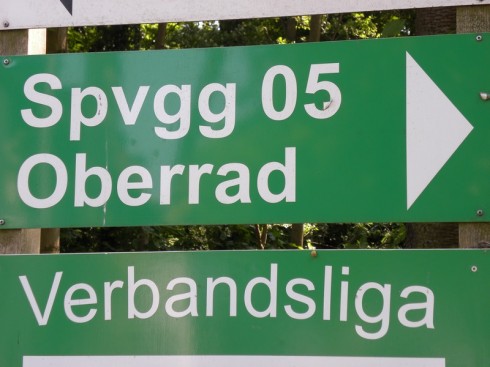 Spvgg 05
Oberrad
Verbandsliga